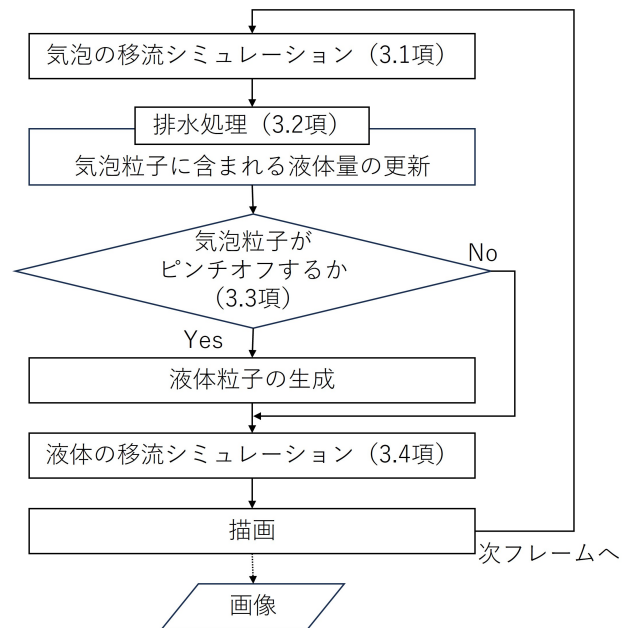 気泡の移流シミュレーション（3.1項）
排水処理（3.2項）
気泡粒子に含まれる液体量の更新
気泡粒子が
ピンチオフするか
（3.3項）
No
Yes
液体粒子の生成
液体の移流シミュレーション（3.4項）
描画
次フレームへ
画像